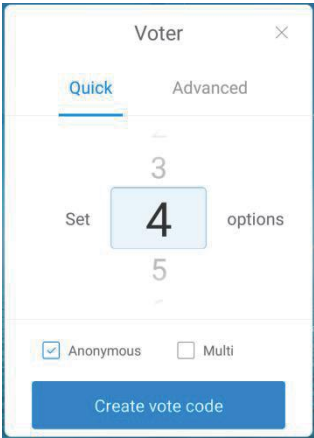 Voter
Quick Advanced
3
Set 4 options
5
Anonymous Multi
Create vote code